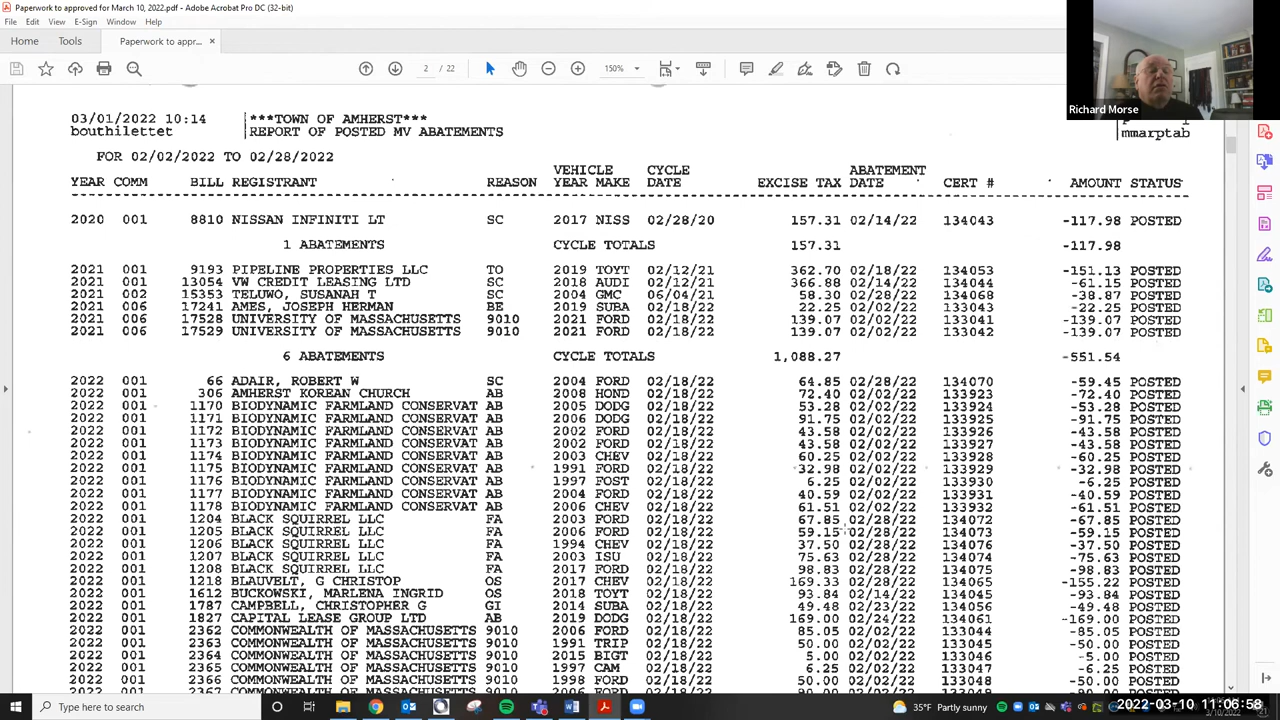 Paperwork to approved for March 10, 2022.pdf - Adobe Acrobat Pro DC (32-bit)
File Edit View E-Sign Window Help
Home Tools Paperwork to appr... ×
2 / 22 150%
Richard Morse
03/01/2022 10:14 ***TOWN OF AMHERST***
bouthilettet REPORT OF POSTED MV ABATEMENTS mmarptab
FOR 02/02/2022 TO 02/28/2022
VEHICLE CYCLE ABATEMENT
YEAR COMM BILL REGISTRANT REASON YEAR MAKE DATE EXCISE TAX DATE CERT # AMOUNT STATUS
2020 001 8810 NISSAN INFINITI LT SC 2017 NISS 02/28/20 157.31 02/14/22 134043 -117.98 POSTED
1 ABATEMENTS CYCLE TOTALS 157.31 -117.98
2021 001 9193 PIPELINE PROPERTIES LLC TO 2019 TOYT 02/12/21 362.70 02/18/22 134053 -151.13 POSTED
2021 001 13054 VW CREDIT LEASING LTD SC 2018 AUDI 02/12/21 366.88 02/14/22 134044 -61.15 POSTED
2021 002 15353 TELUWO, SUSANAH T SC 2004 GMC 06/04/21 58.30 02/28/22 134068 -38.87 POSTED
2021 006 17241 AMES, JOSEPH HERMAN BE 2019 SUBA 02/18/22 22.25 02/02/22 133043 -22.25 POSTED
2021 006 17528 UNIVERSITY OF MASSACHUSETTS 9010 2021 FORD 02/18/22 139.07 02/02/22 133041 -139.07 POSTED
2021 006 17529 UNIVERSITY OF MASSACHUSETTS 9010 2021 FORD 02/18/22 139.07 02/02/22 133042 -139.07 POSTED
6 ABATEMENTS CYCLE TOTALS 1,088.27 -551.54
2022 001 66 ADAIR, ROBERT W SC 2004 FORD 02/18/22 64.85 02/28/22 134070 -59.45 POSTED
2022 001 306 AMHERST KOREAN CHURCH AB 2008 HOND 02/18/22 72.40 02/02/22 133923 -72.40 POSTED
2022 001 1170 BIODYNAMIC FARMLAND CONSERVAT AB 2005 DODG 02/18/22 53.28 02/02/22 133924 -53.28 POSTED
2022 001 1171 BIODYNAMIC FARMLAND CONSERVAT AB 2006 DODG 02/18/22 91.75 02/02/22 133925 -91.75 POSTED
2022 001 1172 BIODYNAMIC FARMLAND CONSERVAT AB 2002 FORD 02/18/22 43.58 02/02/22 133926 -43.58 POSTED
2022 001 1173 BIODYNAMIC FARMLAND CONSERVAT AB 2002 FORD 02/18/22 43.58 02/02/22 133927 -43.58 POSTED
2022 001 1174 BIODYNAMIC FARMLAND CONSERVAT AB 2003 CHEV 02/18/22 60.25 02/02/22 133928 -60.25 POSTED
2022 001 1175 BIODYNAMIC FARMLAND CONSERVAT AB 1991 FORD 02/18/22 32.98 02/02/22 133929 -32.98 POSTED
2022 001 1176 BIODYNAMIC FARMLAND CONSERVAT AB 1997 FOST 02/18/22 6.25 02/02/22 133930 -6.25 POSTED
2022 001 1177 BIODYNAMIC FARMLAND CONSERVAT AB 2004 FORD 02/18/22 40.59 02/02/22 133931 -40.59 POSTED
2022 001 1178 BIODYNAMIC FARMLAND CONSERVAT AB 2006 CHEV 02/18/22 61.51 02/02/22 133932 -61.51 POSTED
2022 001 1204 BLACK SQUIRREL LLC FA 2003 FORD 02/18/22 67.85 02/28/22 134072 -67.85 POSTED
2022 001 1205 BLACK SQUIRREL LLC FA 2006 FORD 02/18/22 59.15 02/28/22 134073 -59.15 POSTED
2022 001 1206 BLACK SQUIRREL LLC FA 1994 CHEV 02/18/22 37.50 02/28/22 134076 -37.50 POSTED
2022 001 1207 BLACK SQUIRREL LLC FA 2003 ISU 02/18/22 75.63 02/28/22 134074 -75.63 POSTED
2022 001 1208 BLACK SQUIRREL LLC FA 2017 FORD 02/18/22 98.83 02/28/22 134075 -98.83 POSTED
2022 001 1218 BLAUVELT, G CHRISTOP OS 2017 CHEV 02/18/22 169.33 02/28/22 134065 -155.22 POSTED
2022 001 1612 BUCKOWSKI, MARLENA INGRID OS 2018 TOYT 02/18/22 93.84 02/14/22 134045 -93.84 POSTED
2022 001 1787 CAMPBELL, CHRISTOPHER G GI 2014 SUBA 02/18/22 49.48 02/23/22 134056 -49.48 POSTED
2022 001 1827 CAPITAL LEASE GROUP LTD AB 2019 DODG 02/18/22 169.00 02/24/22 134061 -169.00 POSTED
2022 001 2362 COMMONWEALTH OF MASSACHUSETTS 9010 2006 FORD 02/18/22 85.05 02/02/22 133044 -85.05 POSTED
2022 001 2363 COMMONWEALTH OF MASSACHUSETTS 9010 1991 TRIP 02/18/22 50.00 02/02/22 133045 -50.00 POSTED
2022 001 2364 COMMONWEALTH OF MASSACHUSETTS 9010 2015 BIGT 02/18/22 5.00 02/02/22 133046 -5.00 POSTED
2022 001 2365 COMMONWEALTH OF MASSACHUSETTS 9010 1997 CAM 02/18/22 6.25 02/02/22 133047 -6.25 POSTED
2022 001 2366 COMMONWEALTH OF MASSACHUSETTS 9010 1998 FORD 02/18/22 50.00 02/02/22 133048 -50.00 POSTED
2022 001 2367 COMMONWEALTH OF MASSACHUSETTS 9010 2006 FORD 02/18/22
Type here to search 35°F Partly sunny 2022-03-10 11:06:58